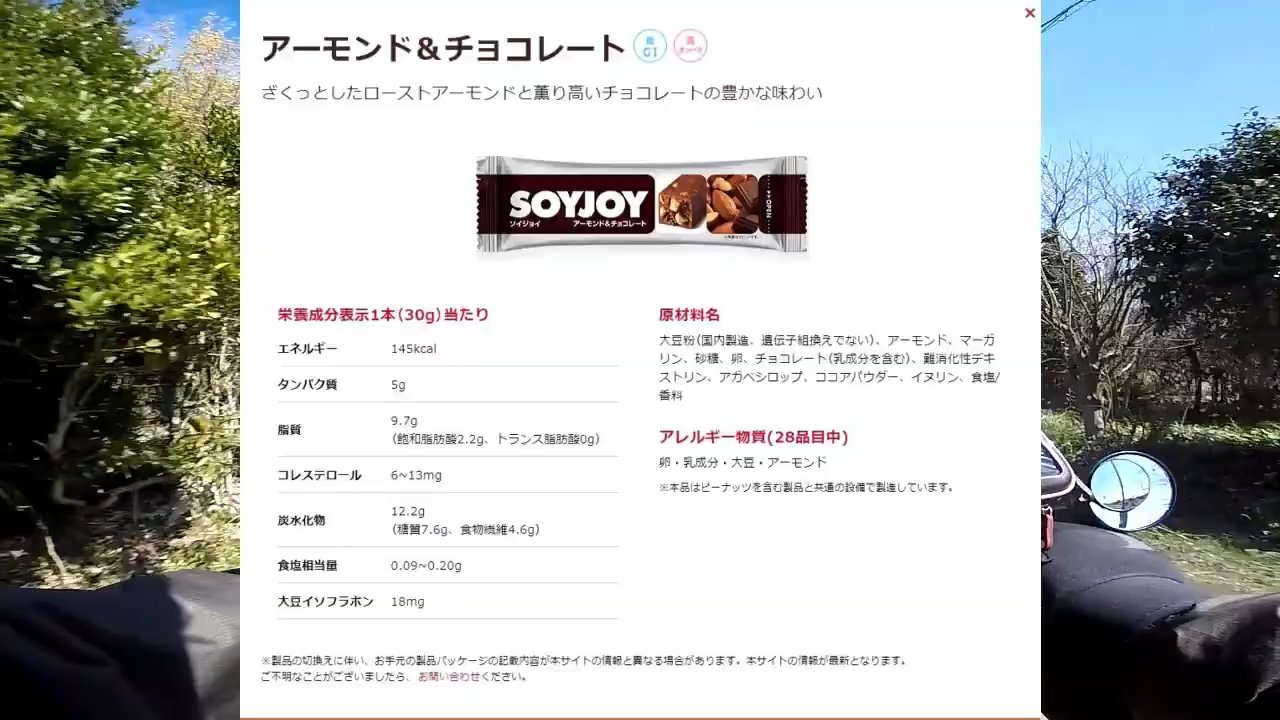 ×
アーモンド＆チョコレート
低
GI
高
タンパク
ざくっとしたローストアーモンドと薫り高いチョコレートの豊かな味わい
SOYJOY
ソイジョイ アーモンド&チョコレート
OPEN
栄養成分表示1本(30g)当たり
エネルギー 145kcal
タンパク質 5g
脂質 9.7g
(飽和脂肪酸2.2g、トランス脂肪酸0g)
コレステロール 6~13mg
炭水化物 12.2g
(糖質7.6g、食物繊維4.6g)
食塩相当量 0.09~0.20g
大豆イソフラボン 18mg
原材料名
大豆粉(国内製造、遺伝子組換えでない)、アーモンド、マーガ
リン、砂糖、卵、チョコレート(乳成分を含む)、難消化性デキ
ストリン、アガベシロップ、ココアパウダー、イヌリン、食塩/
香料
アレルギー物質(28品目中)
卵・乳成分・大豆・アーモンド
※本品はピーナッツを含む製品と共通の設備で製造しています。
※製品の切換えに伴い、お手元の製品パッケージの記載内容が本サイトの情報と異なる場合があります。本サイトの情報が最新となります。
ご不明なことがございましたら、お問い合わせください。